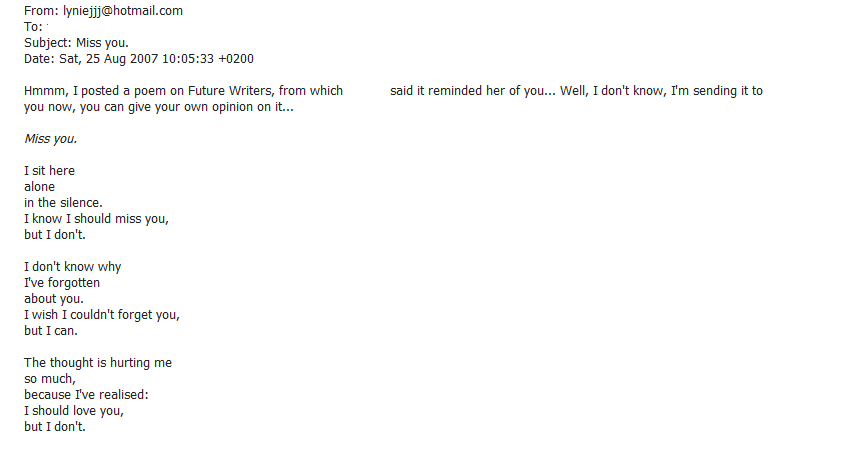 From: lyniejjj@hotmail.com
To:
Subject: Miss you.
Date: Sat, 25 Aug 2007 10:05:33 +0200
Hmmm, I posted a poem on Future Writers, from which said it reminded her of you... Well, I don't know, I'm sending it to
you now, you can give your own opinion on it...
Miss you.
I sit here
alone
in the silence.
I know I should miss you,
but I don't.
I don't know why
I've forgotten
about you.
I wish I couldn't forget you,
but I can.
The thought is hurting me
so much,
because I've realised:
I should love you,
but I don't.